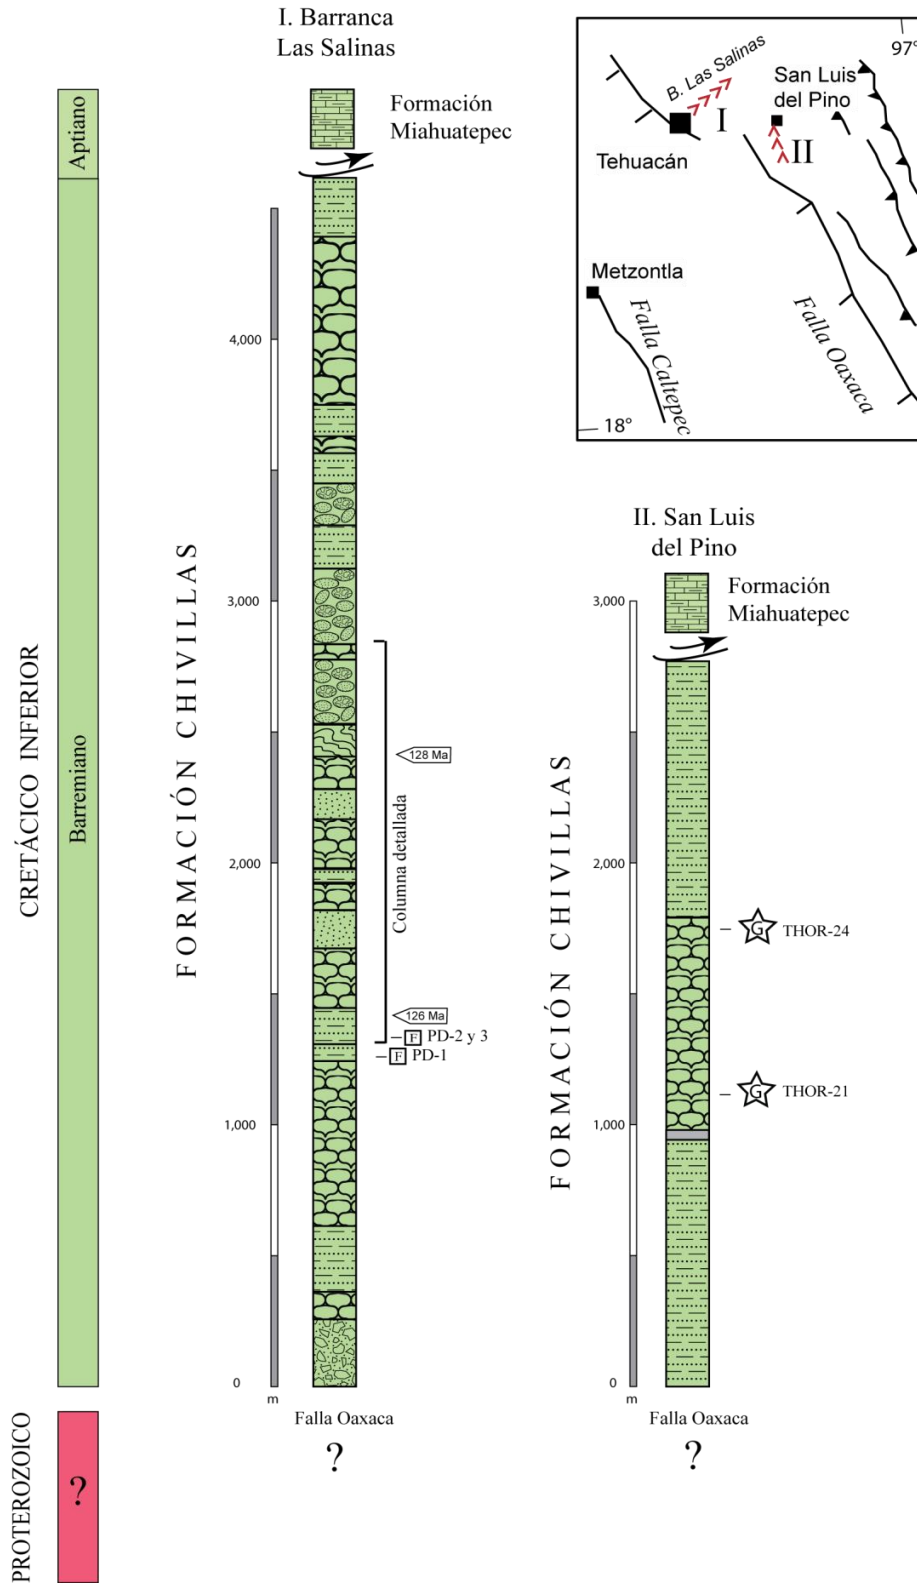 I. Barranca
Las Salinas
Formación
Miahuatepec
Aptiano
Barremiano
CRETÁCICO INFERIOR
PROTEROZOICO
?
FORMACIÓN CHIVILLAS
4,000
3,000
2,000
1,000
0
m
128 Ma
Columna detallada
126 Ma
F PD-2 y 3
F PD-1
Falla Oaxaca
?
97°
B. Las Salinas
San Luis
del Pino
I
II
Tehuacán
Metzontla
Falla Caltepec
Falla Oaxaca
18°
II. San Luis
del Pino
Formación
Miahuatepec
FORMACIÓN CHIVILLAS
3,000
2,000
1,000
0
m
G THOR-24
G THOR-21
Falla Oaxaca
?